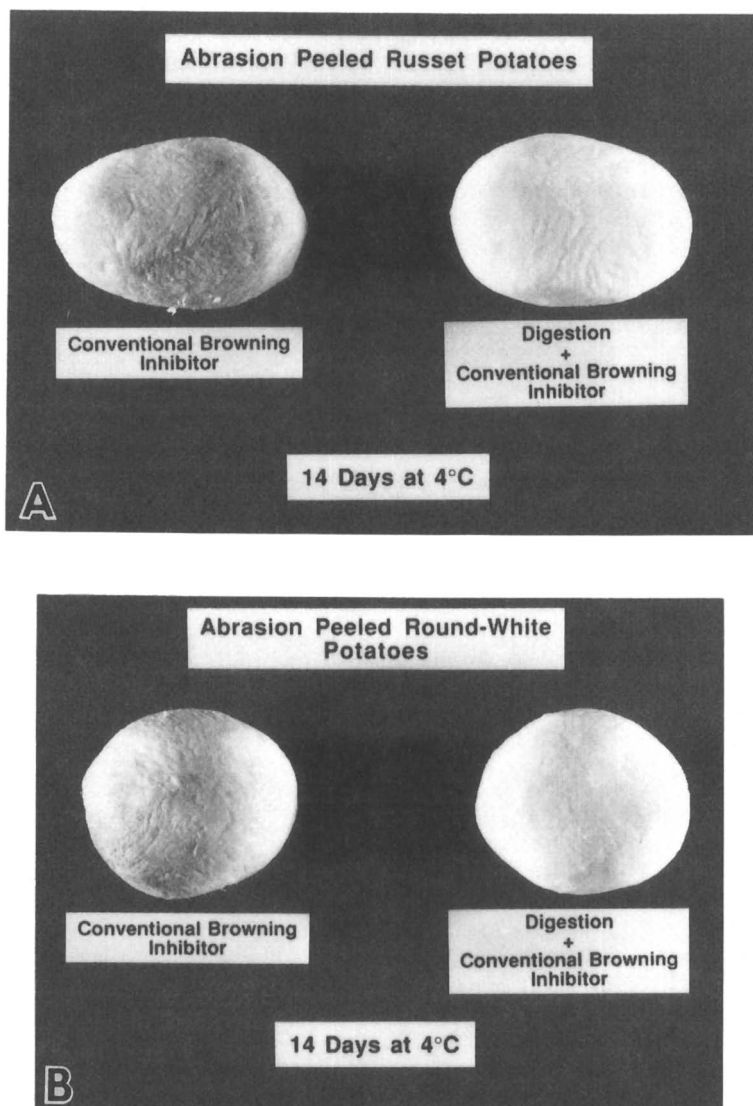 Abrasion Peeled Russet Potatoes
Conventional Browning
Inhibitor
Digestion
+
Conventional Browning
Inhibitor
14 Days at 4°C
A
Abrasion Peeled Round-White
Potatoes
Conventional Browning
Inhibitor
Digestion
+
Conventional Browning
Inhibitor
14 Days at 4°C
B